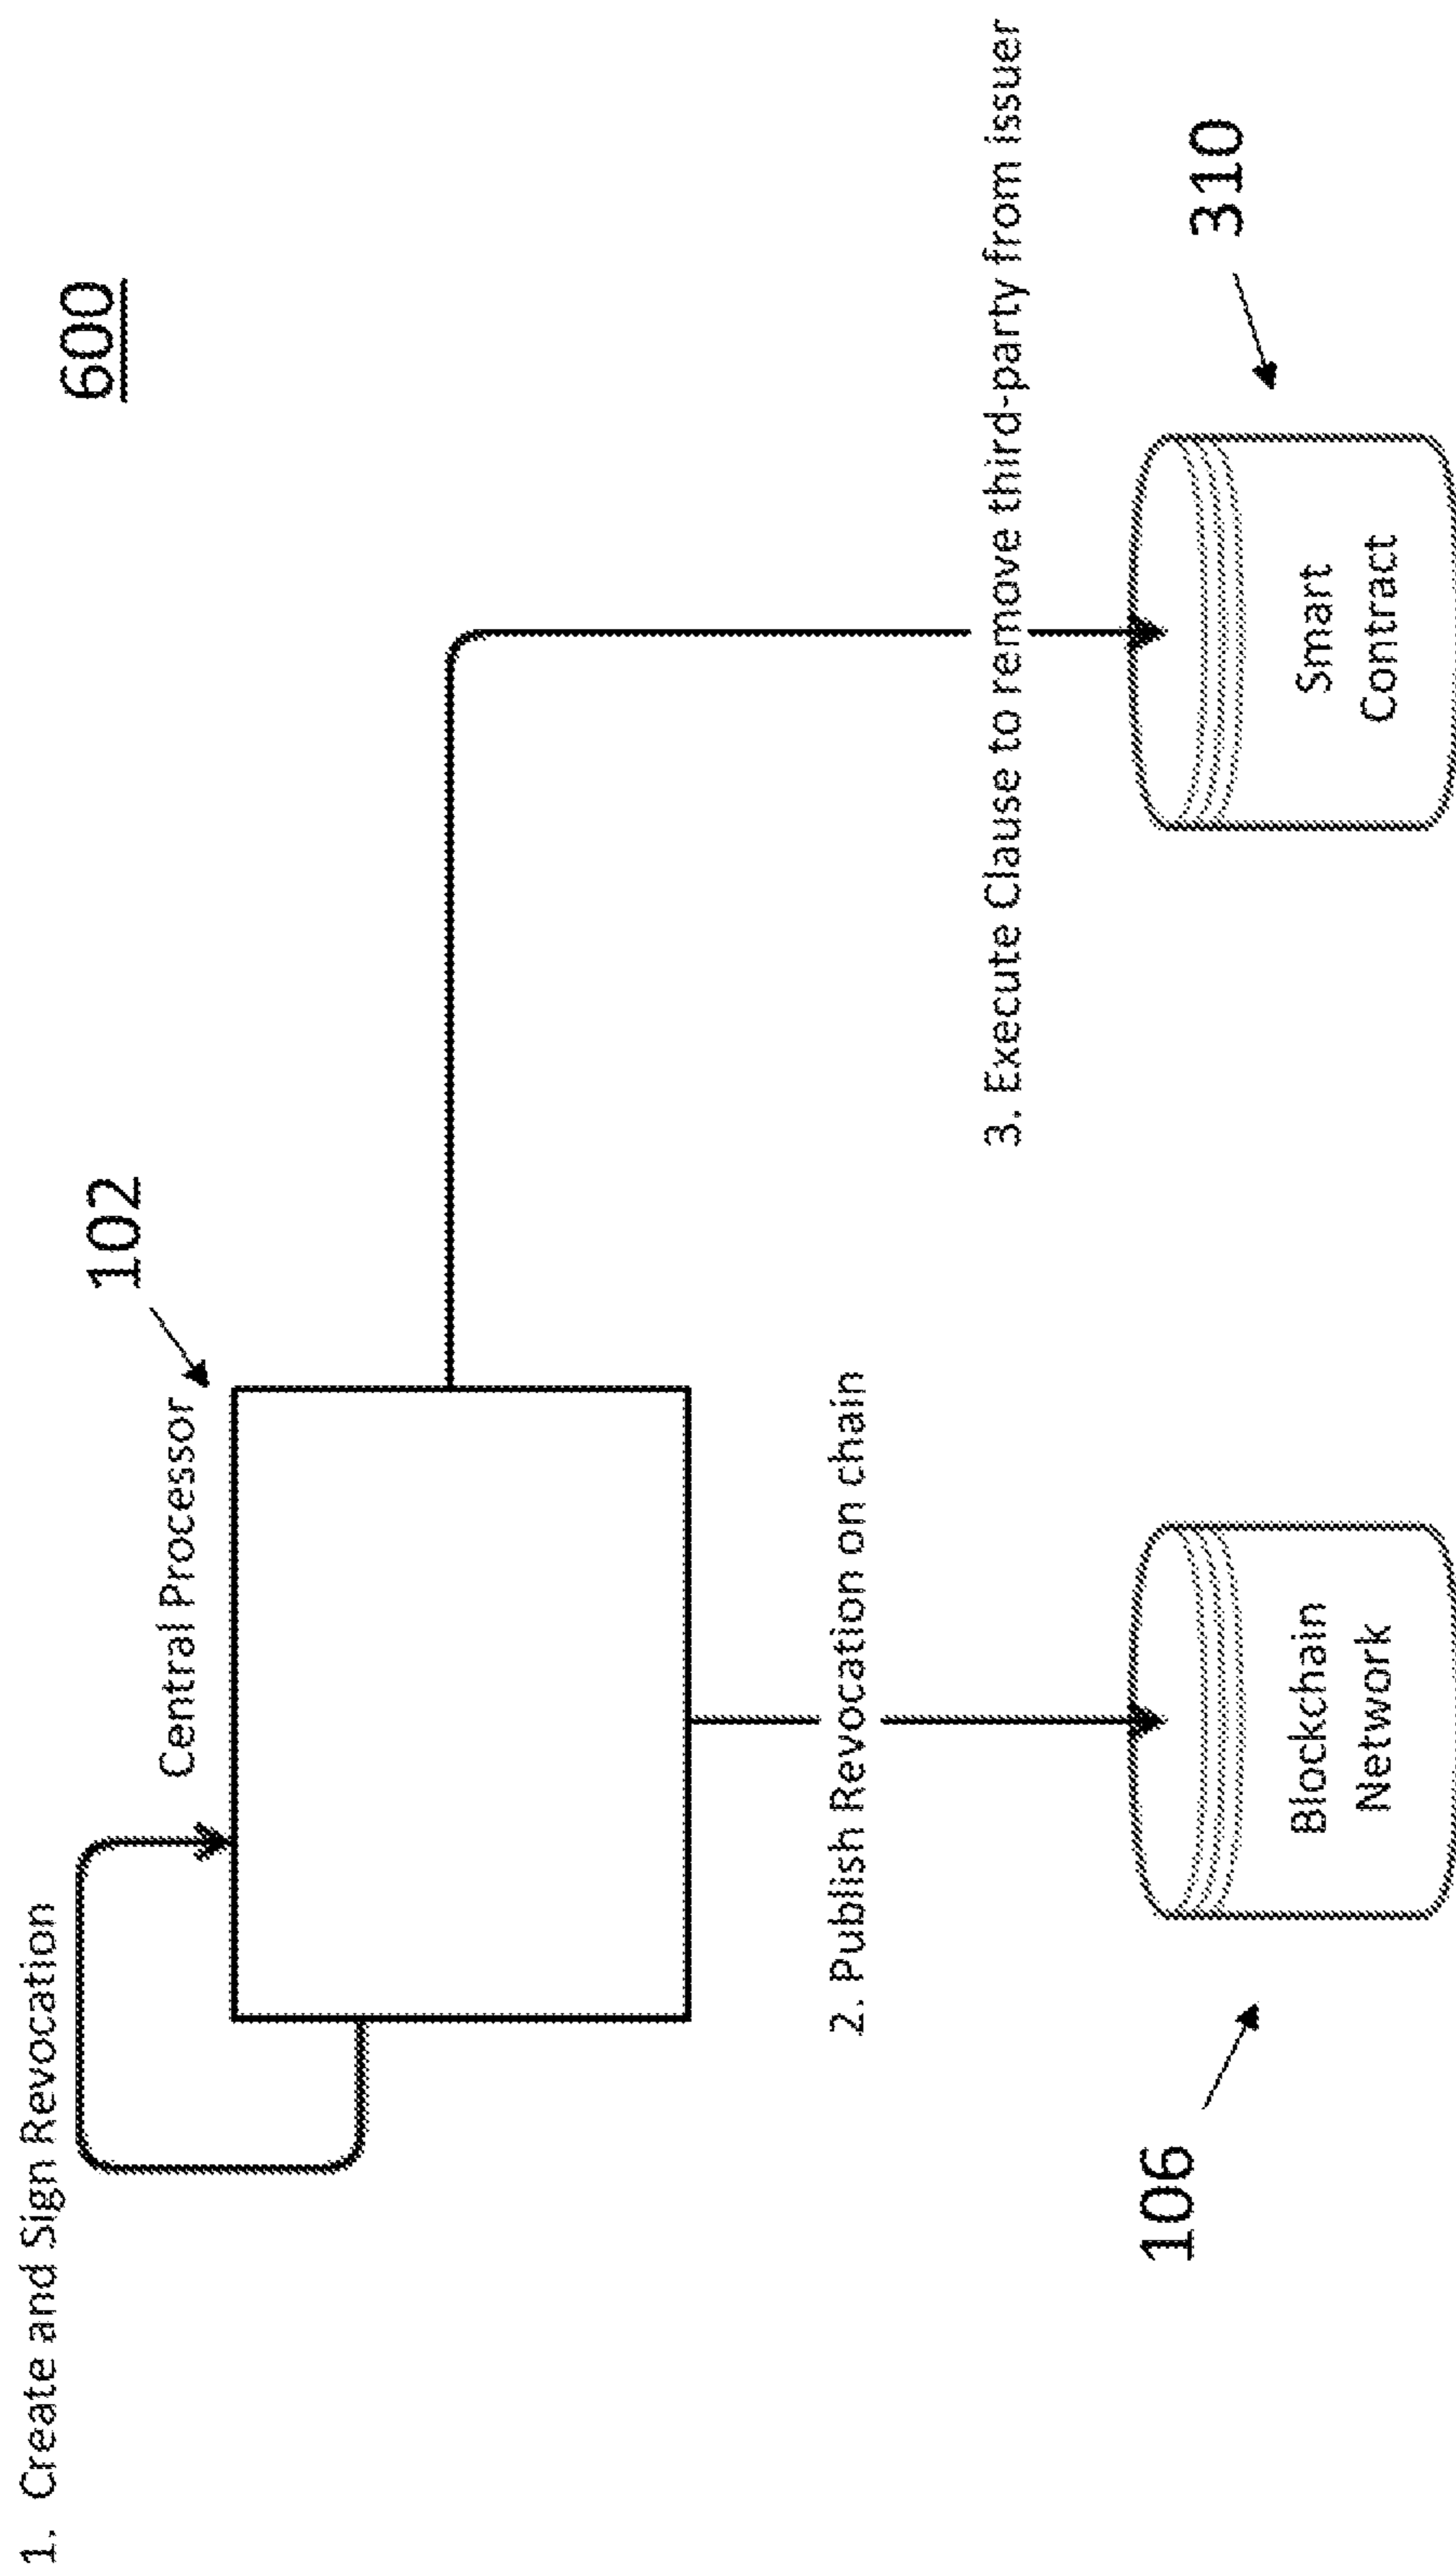 600
1. Create and Sign Revocation
Central Processor
102
2. Publish Revocation on chain
3. Execute Clause to remove third-party from issuer
106
Blockchain
Network
Smart
Contract
310